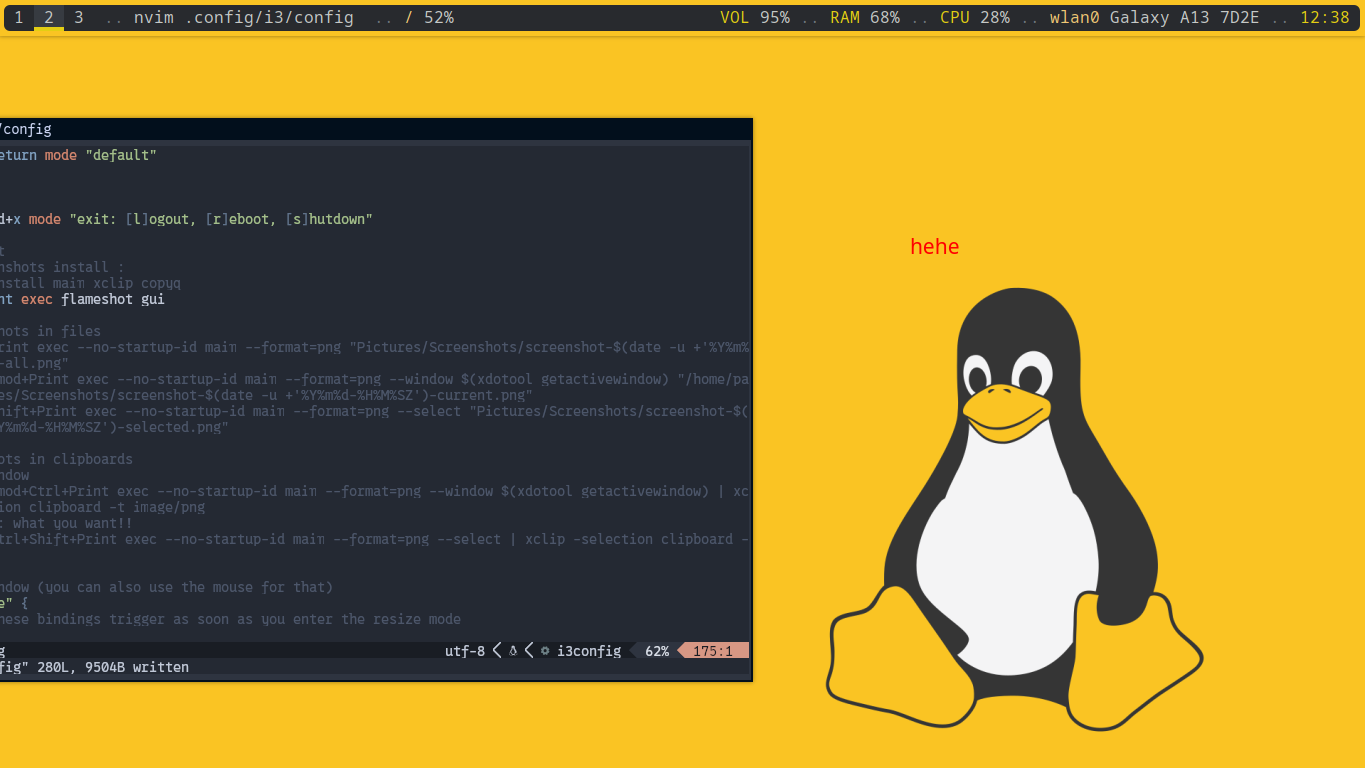 1 2 3 .. nvim .config/i3/config .. / 52% VOL 95% .. RAM 68% .. CPU 28% .. wlan0 Galaxy A13 7D2E .. 12:38
/config
eturn mode "default"
d+x mode "exit: [l]ogout, [r]eboot, [s]hutdown"
hehe
t
nshots install :
nstall maim xclip copyq
nt exec flameshot gui
hots in files
rint exec --no-startup-id maim --format=png "Pictures/Screenshots/screenshot-$(date -u +'%Y%m%
-all.png"
mod+Print exec --no-startup-id maim --format=png --window $(xdotool getactivewindow) "/home/pa
es/Screenshots/screenshot-$(date -u +'%Y%m%d-%H%M%SZ')-current.png"
hift+Print exec --no-startup-id maim --format=png --select "Pictures/Screenshots/screenshot-$(
Y%m%d-%H%M%SZ')-selected.png"
ots in clipboards
ndow
mod+Ctrl+Print exec --no-startup-id maim --format=png --window $(xdotool getactivewindow) | xc
ion clipboard -t image/png
t what you want!!
trl+Shift+Print exec --no-startup-id maim --format=png --select | xclip -selection clipboard -
ndow (you can also use the mouse for that)
e" {
hese bindings trigger as soon as you enter the resize mode
g utf-8 i3config 62% 175:1
fig" 280L, 9504B written